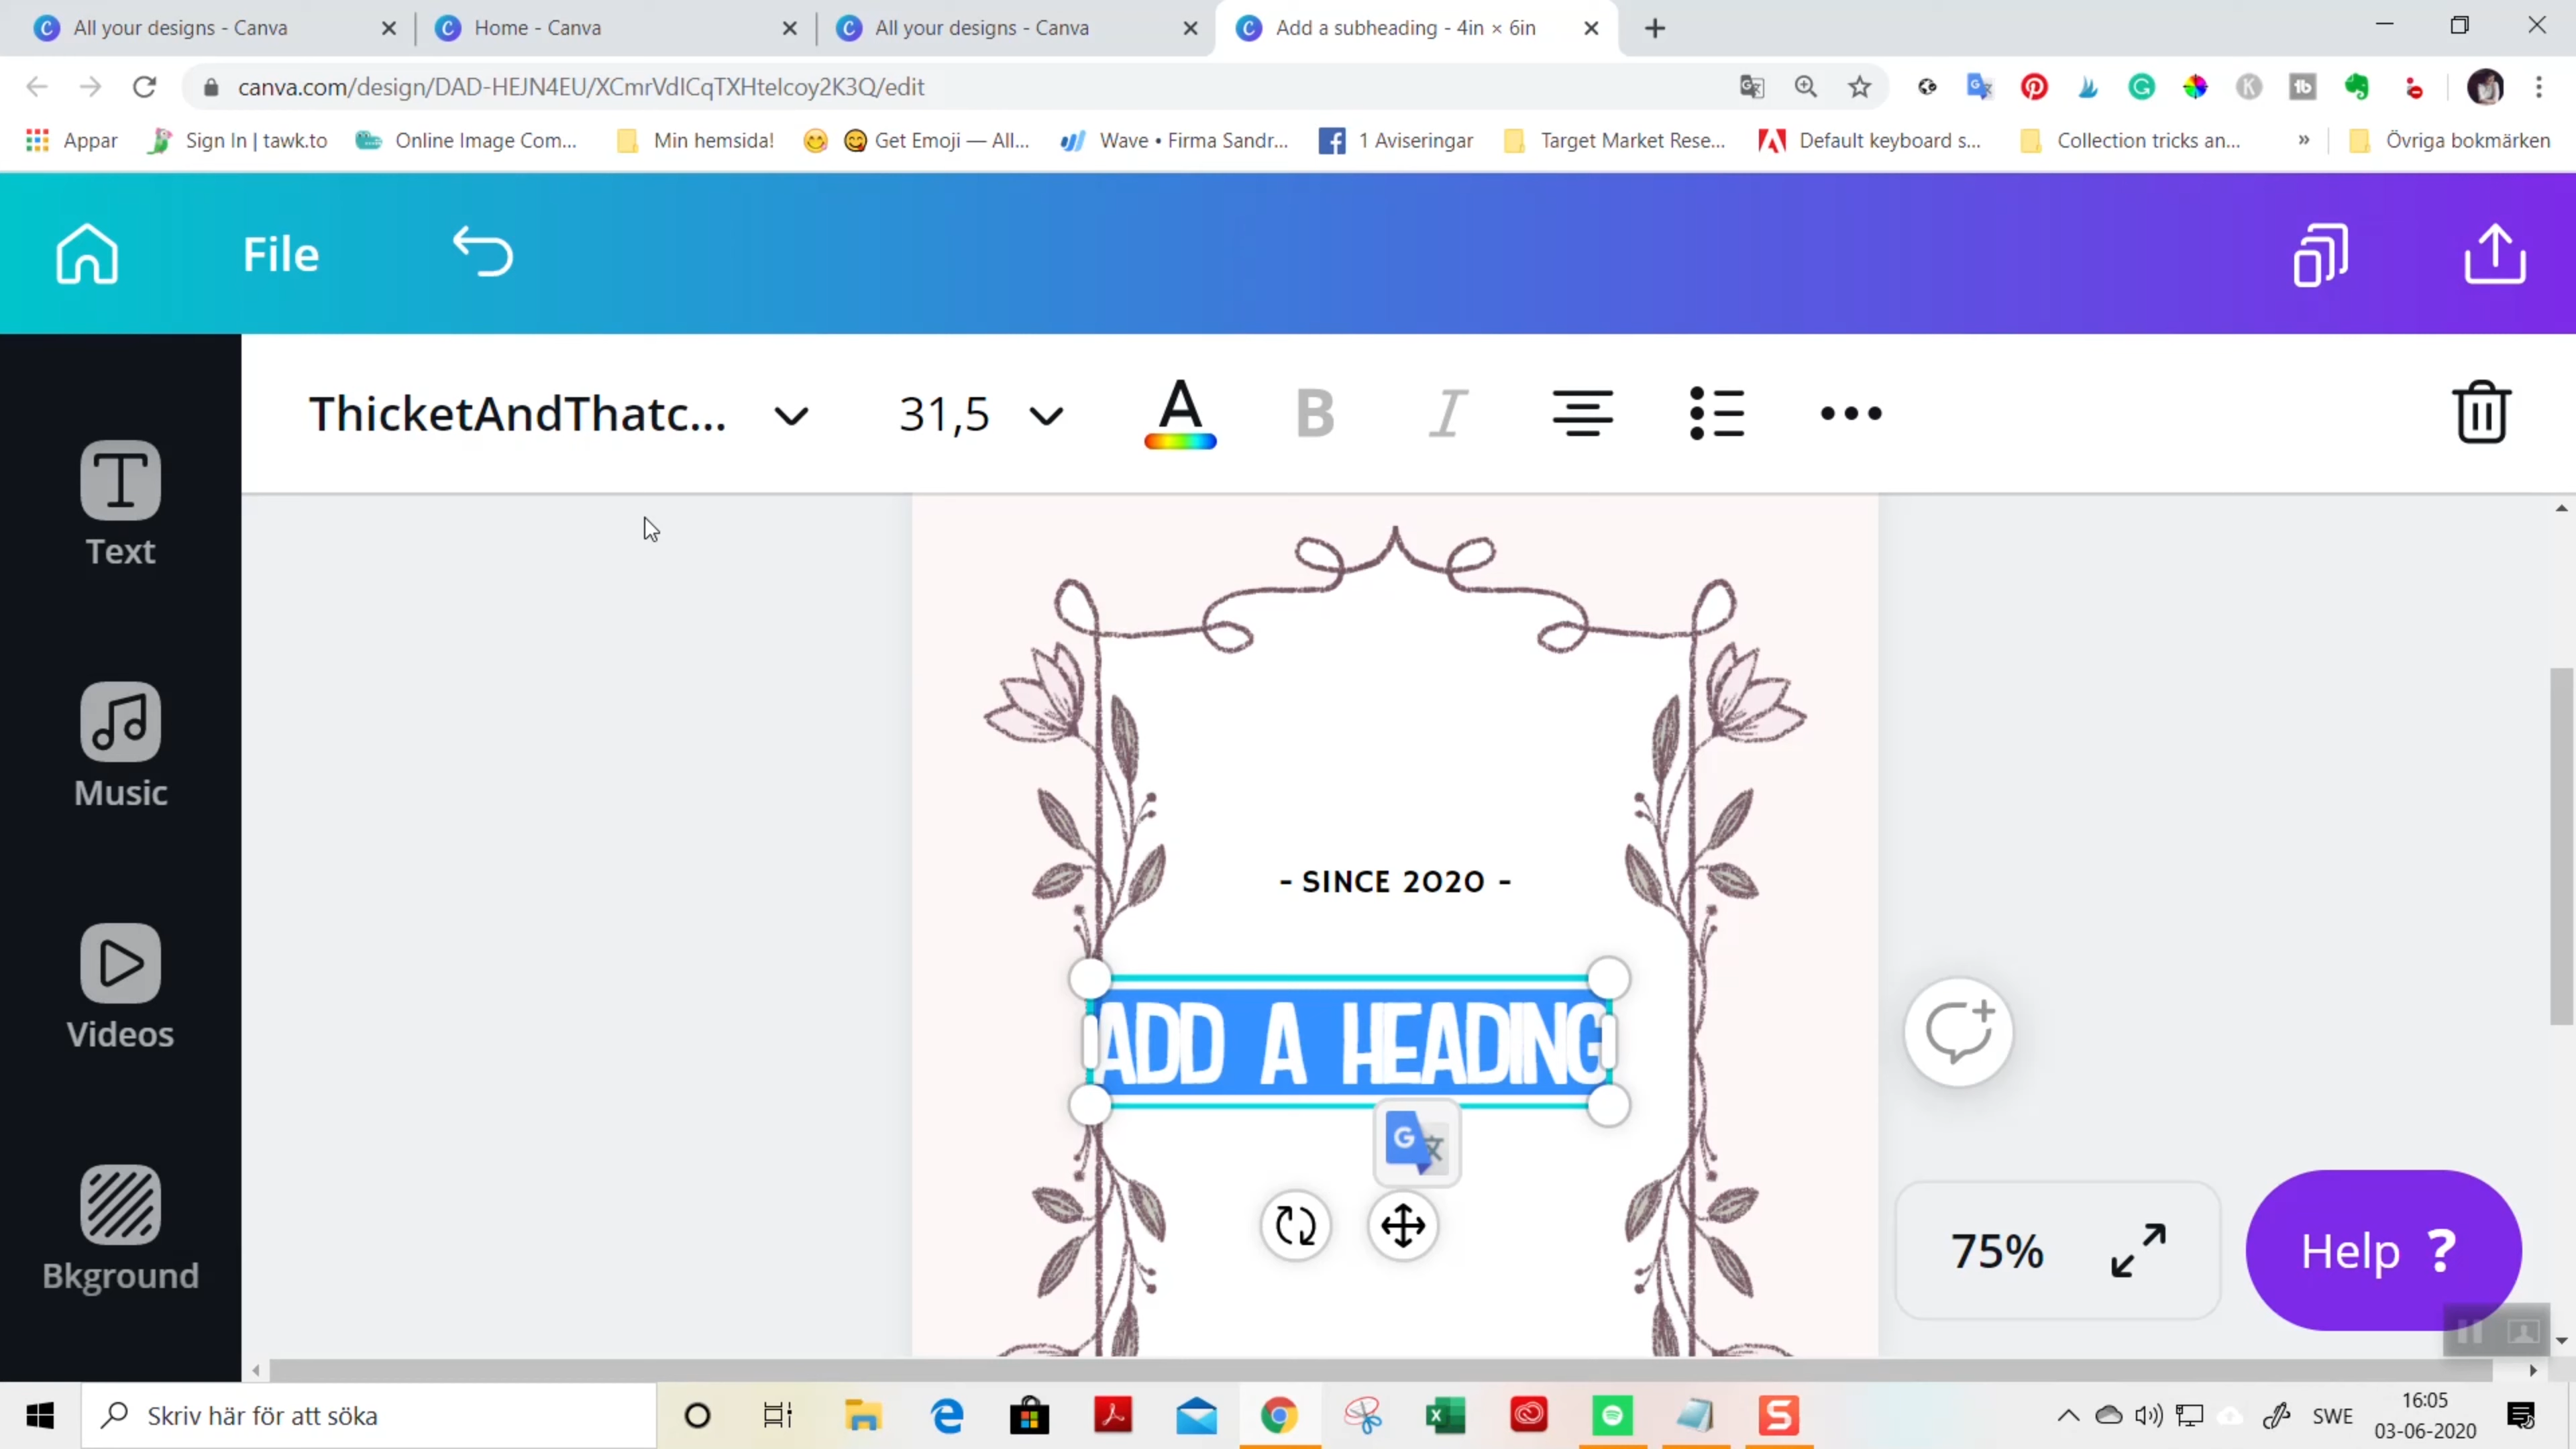 All your designs - Canva
Home - Canva
All your designs - Canva
Add a subheading - 4in × 6in
canva.com/design/DAD-HEJN4EU/XCmrVdlCqTXHtelcoy2K3Q/edit
Appar
Sign In | tawk.to
Online Image Com...
Min hemsida!
Get Emoji — All...
Wave • Firma Sandr...
1 Aviseringar
Target Market Rese...
Default keyboard s...
Collection tricks an...
»
Övriga bokmärken
File
ThicketAndThatc...
31,5
A
B
I
Text
Music
Videos
Bkground
- SINCE 2020 -
ADD A HEADING
75%
Help ?
Skriv här för att söka
SWE
16:05
03-06-2020